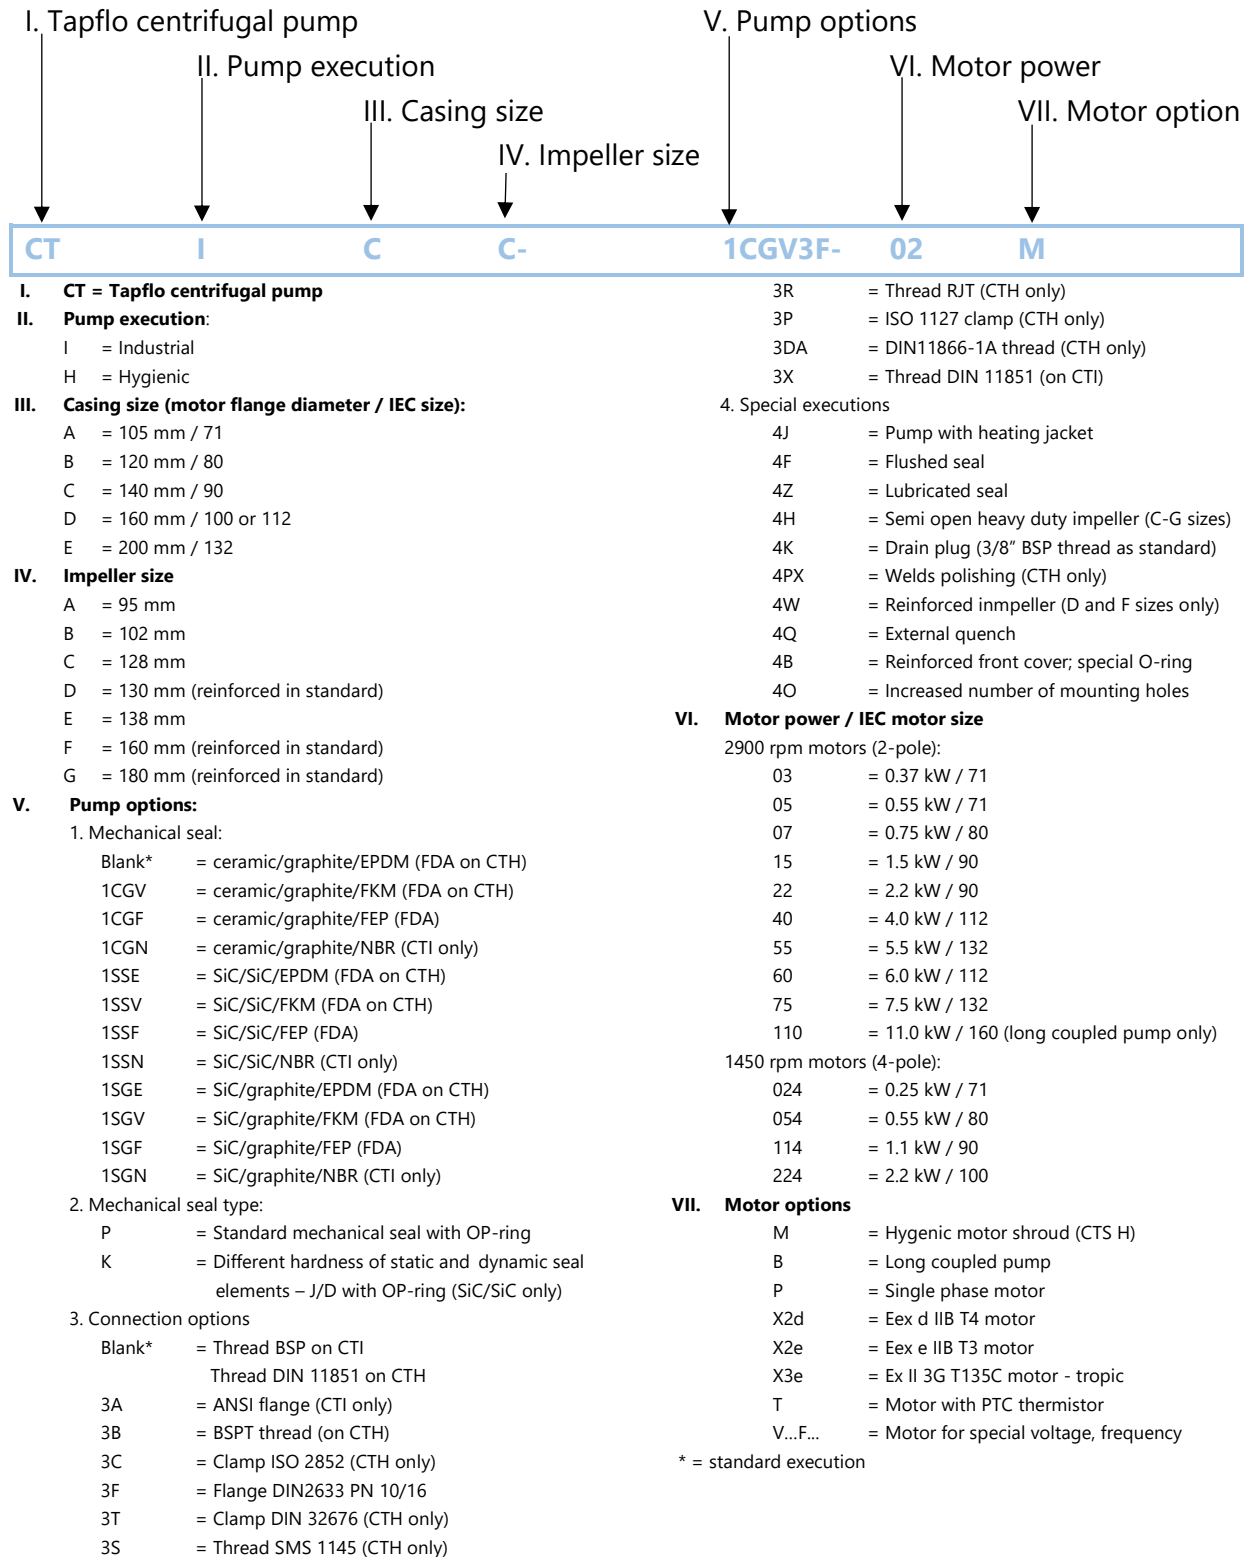 I. Tapflo centrifugal pump
II. Pump execution
III. Casing size
IV. Impeller size
V. Pump options
VI. Motor power
VII. Motor option
CT I C C- 1CGV3F- 02 M
I. CT = Tapflo centrifugal pump
II. Pump execution:
I = Industrial
H = Hygienic
III. Casing size (motor flange diameter / IEC size):
A = 105 mm / 71
B = 120 mm / 80
C = 140 mm / 90
D = 160 mm / 100 or 112
E = 200 mm / 132
IV. Impeller size
A = 95 mm
B = 102 mm
C = 128 mm
D = 130 mm (reinforced in standard)
E = 138 mm
F = 160 mm (reinforced in standard)
G = 180 mm (reinforced in standard)
V. Pump options:
1. Mechanical seal:
Blank* = ceramic/graphite/EPDM (FDA on CTH)
1CGV = ceramic/graphite/FKM (FDA on CTH)
1CGF = ceramic/graphite/FEP (FDA)
1CGN = ceramic/graphite/NBR (CTI only)
1SSE = SiC/SiC/EPDM (FDA on CTH)
1SSV = SiC/SiC/FKM (FDA on CTH)
1SSF = SiC/SiC/FEP (FDA)
1SSN = SiC/SiC/NBR (CTI only)
1SGE = SiC/graphite/EPDM (FDA on CTH)
1SGV = SiC/graphite/FKM (FDA on CTH)
1SGF = SiC/graphite/FEP (FDA)
1SGN = SiC/graphite/NBR (CTI only)
2. Mechanical seal type:
P = Standard mechanical seal with OP-ring
K = Different hardness of static and dynamic seal
elements – J/D with OP-ring (SiC/SiC only)
3. Connection options
Blank* = Thread BSP on CTI
Thread DIN 11851 on CTH
3A = ANSI flange (CTI only)
3B = BSPT thread (on CTH)
3C = Clamp ISO 2852 (CTH only)
3F = Flange DIN2633 PN 10/16
3T = Clamp DIN 32676 (CTH only)
3S = Thread SMS 1145 (CTH only)
3R = Thread RJT (CTH only)
3P = ISO 1127 clamp (CTH only)
3DA = DIN11866-1A thread (CTH only)
3X = Thread DIN 11851 (on CTI)
4. Special executions
4J = Pump with heating jacket
4F = Flushed seal
4Z = Lubricated seal
4H = Semi open heavy duty impeller (C-G sizes)
4K = Drain plug (3/8” BSP thread as standard)
4PX = Welds polishing (CTH only)
4W = Reinforced inmpeller (D and F sizes only)
4Q = External quench
4B = Reinforced front cover; special O-ring
4O = Increased number of mounting holes
VI. Motor power / IEC motor size
2900 rpm motors (2-pole):
03 = 0.37 kW / 71
05 = 0.55 kW / 71
07 = 0.75 kW / 80
15 = 1.5 kW / 90
22 = 2.2 kW / 90
40 = 4.0 kW / 112
55 = 5.5 kW / 132
60 = 6.0 kW / 112
75 = 7.5 kW / 132
110 = 11.0 kW / 160 (long coupled pump only)
1450 rpm motors (4-pole):
024 = 0.25 kW / 71
054 = 0.55 kW / 80
114 = 1.1 kW / 90
224 = 2.2 kW / 100
VII. Motor options
M = Hygenic motor shroud (CTS H)
B = Long coupled pump
P = Single phase motor
X2d = Eex d IIB T4 motor
X2e = Eex e IIB T3 motor
X3e = Ex II 3G T135C motor - tropic
T = Motor with PTC thermistor
V...F... = Motor for special voltage, frequency
* = standard execution